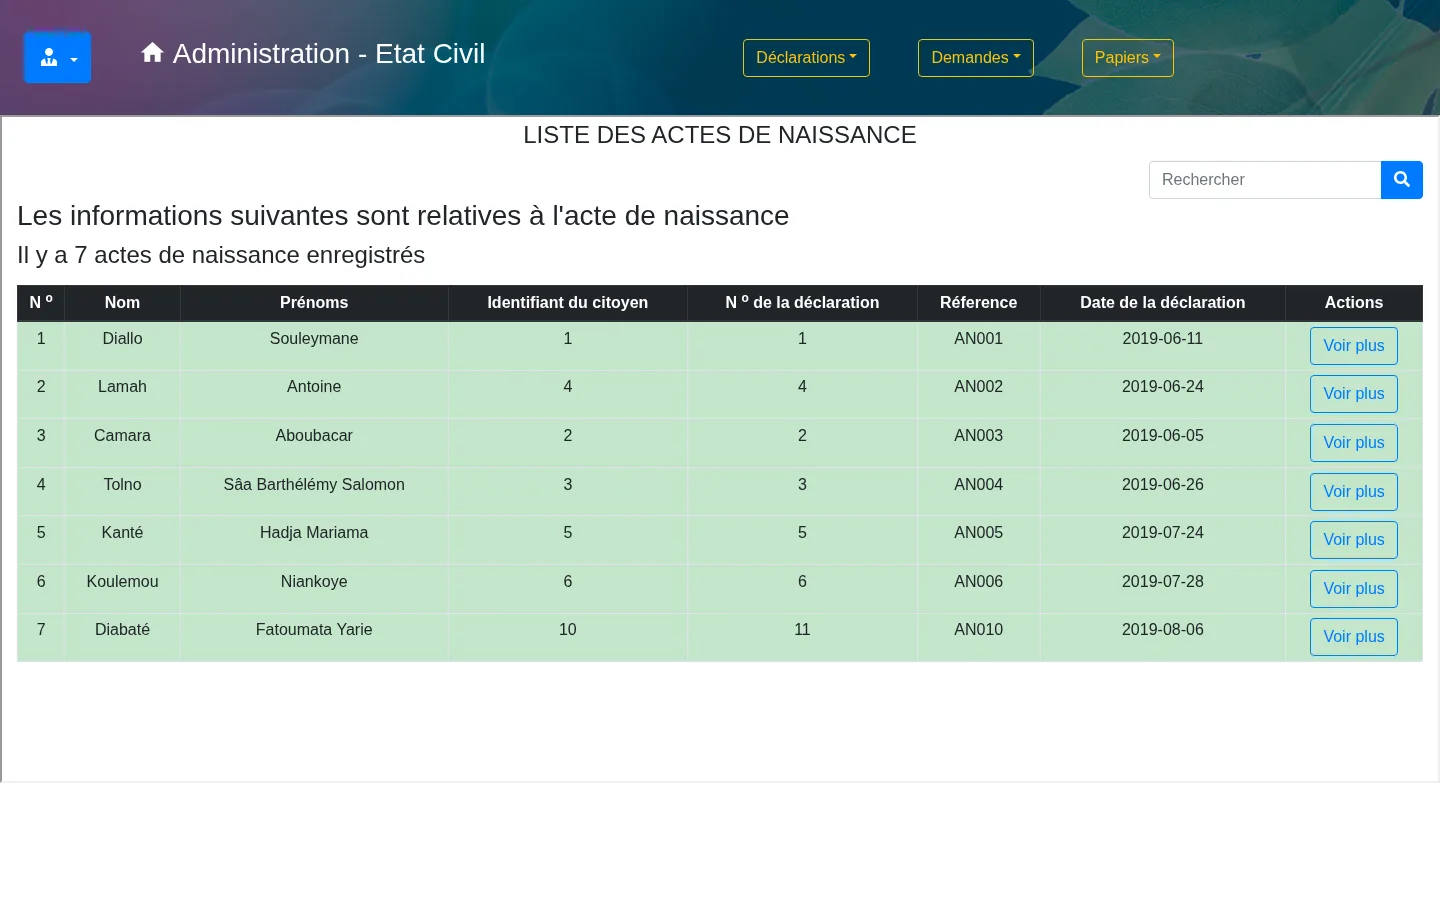 Administration - Etat Civil
Déclarations
Demandes
Papiers
LISTE DES ACTES DE NAISSANCE
Rechercher
Les informations suivantes sont relatives à l'acte de naissance
Il y a 7 actes de naissance enregistrés
N º Nom Prénoms Identifiant du citoyen N º de la déclaration Réference Date de la déclaration Actions
1 Diallo Souleymane 1 1 AN001 2019-06-11 Voir plus
2 Lamah Antoine 4 4 AN002 2019-06-24 Voir plus
3 Camara Aboubacar 2 2 AN003 2019-06-05 Voir plus
4 Tolno Sâa Barthélémy Salomon 3 3 AN004 2019-06-26 Voir plus
5 Kanté Hadja Mariama 5 5 AN005 2019-07-24 Voir plus
6 Koulemou Niankoye 6 6 AN006 2019-07-28 Voir plus
7 Diabaté Fatoumata Yarie 10 11 AN010 2019-08-06 Voir plus